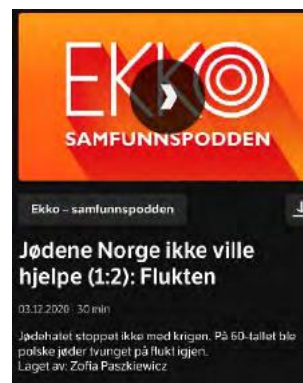 EKKO
SAMFUNNSPODDEN
Ekko – samfunnspodden
Jødene Norge ikke ville
hjelpe (1:2): Flukten
03.12.2020 · 30 min
Jødehatet stoppet ikke med krigen. På 60-tallet ble
polske jøder tvunget på flukt igjen.
Laget av: Zofia Paszkiewicz